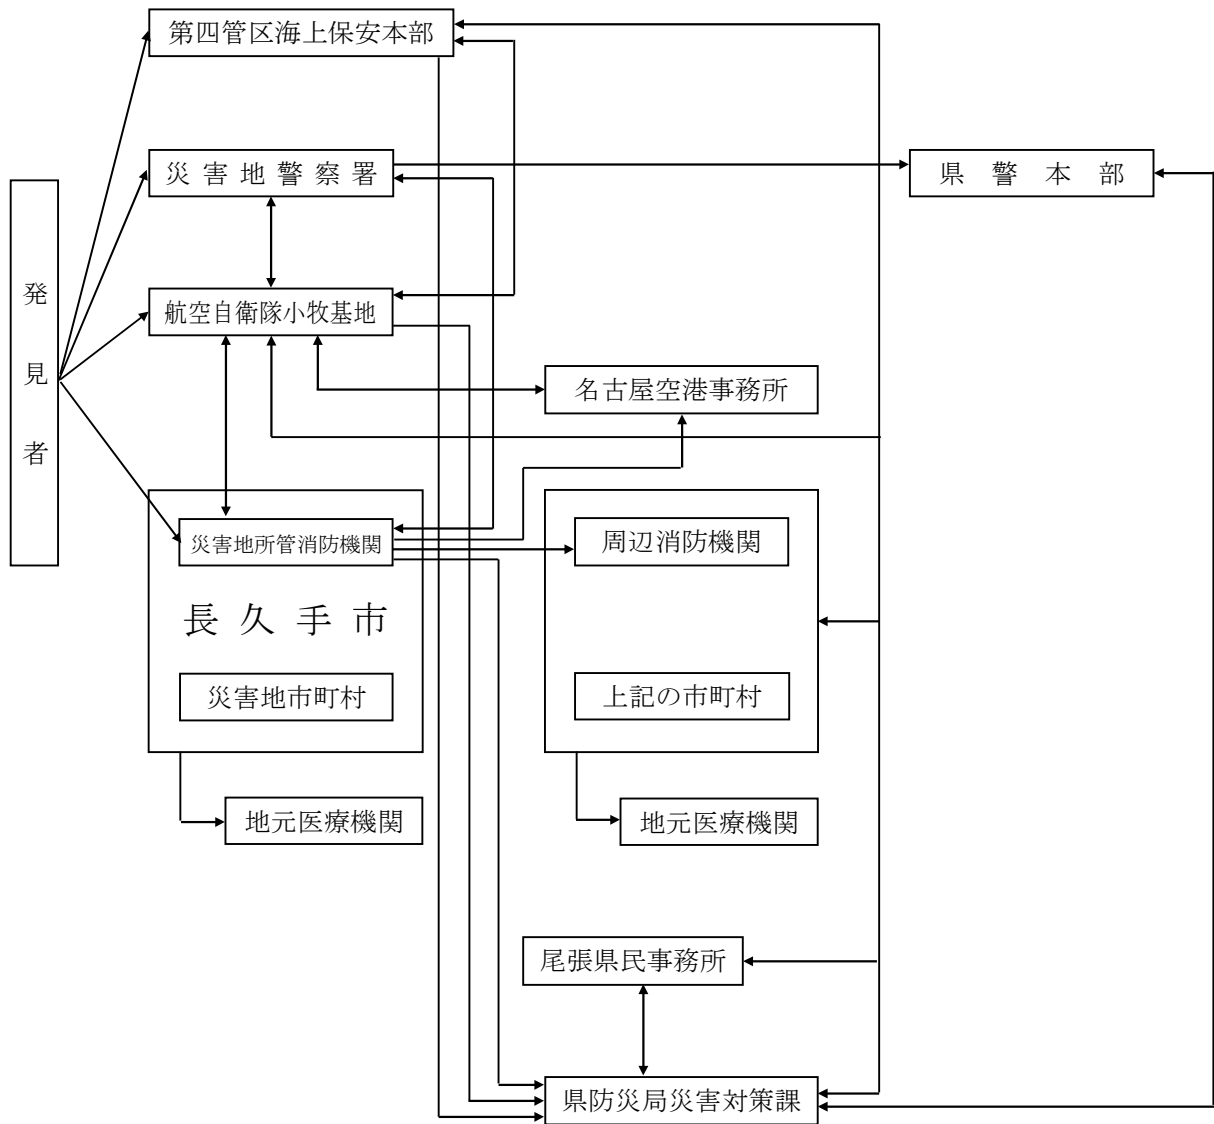 第四管区海上保安本部
災害地警察署
県警本部
発見者
航空自衛隊小牧基地
名古屋空港事務所
災害地所管消防機関
周辺消防機関
長久手市
災害地市町村
上記の市町村
地元医療機関
地元医療機関
尾張県民事務所
県防災局災害対策課